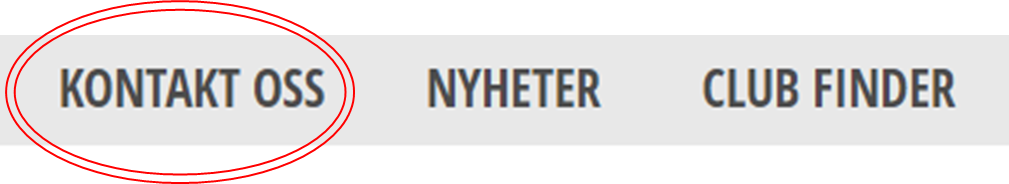 KONTAKT OSS NYHETER CLUB FINDER